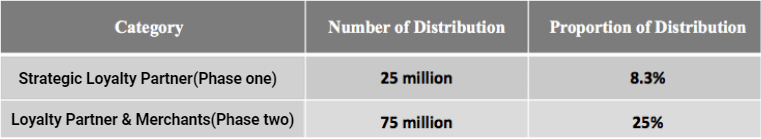 Category Number of Distribution Proportion of Distribution
Strategic Loyalty Partner(Phase one) 25 million 8.3%
Loyalty Partner & Merchants(Phase two) 75 million 25%